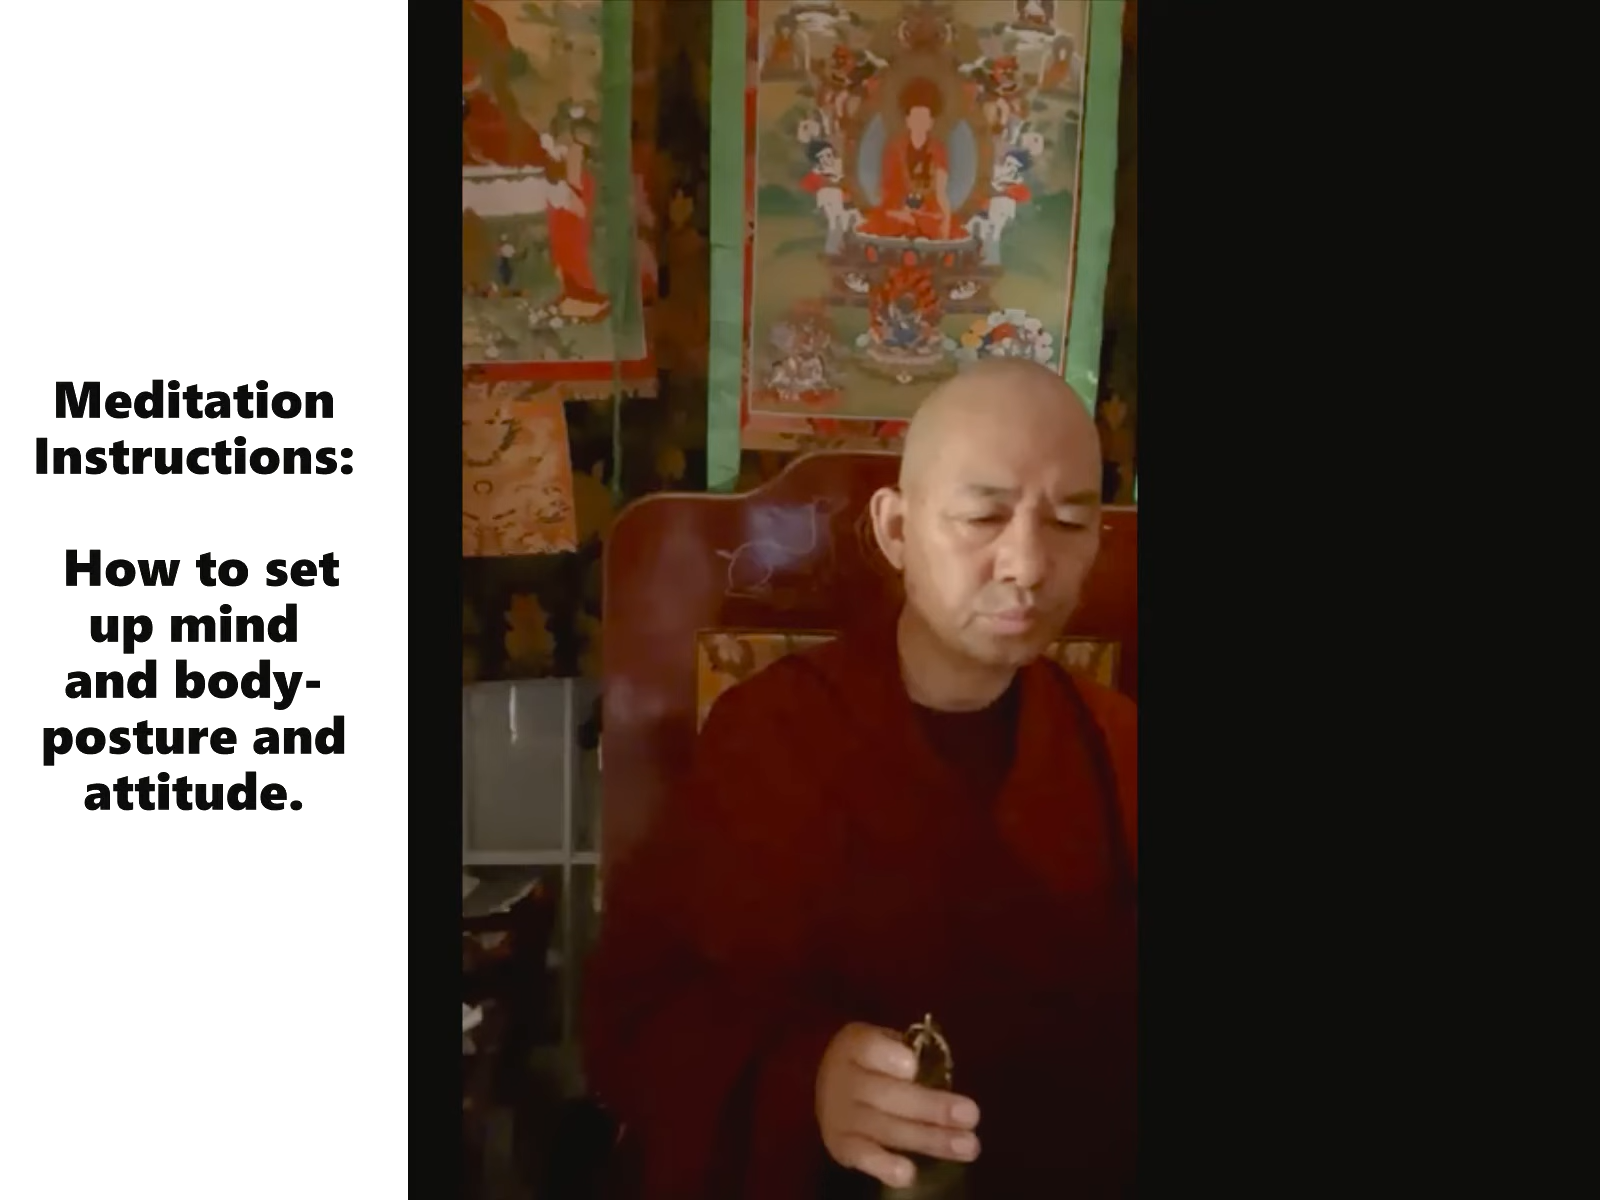 Meditation
Instructions:
How to set
up mind
and body-
posture and
attitude.